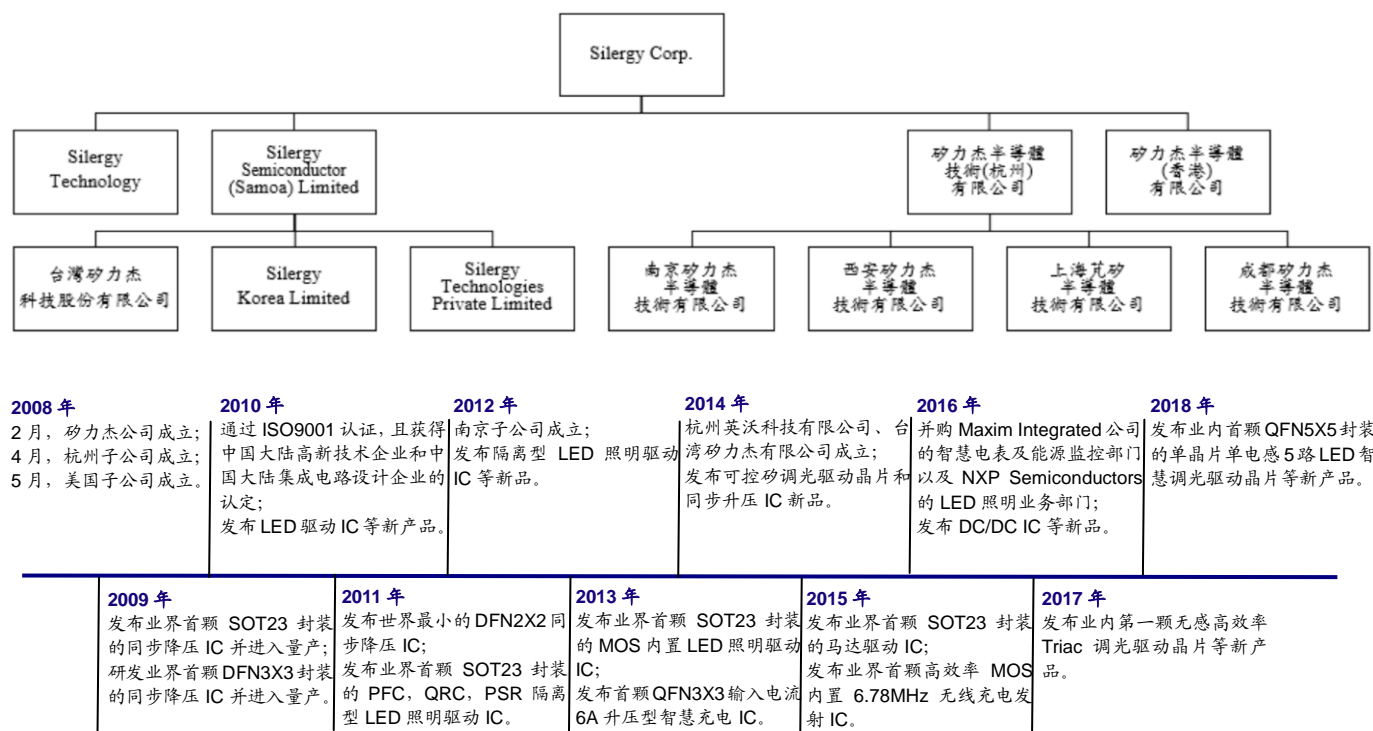 Silergy Corp.
Silergy
Technology
Silergy
Semiconductor
(Samoa) Limited
矽力杰半導體
技術(杭州)
有限公司
矽力杰半導體
(香港)
有限公司
台灣矽力杰
科技股份有限公司
Silergy
Korea Limited
Silergy
Technologies
Private Limited
南京矽力杰
半導體
技術有限公司
西安矽力杰
半導體
技術有限公司
上海芃矽
半導體
技術有限公司
成都矽力杰
半導體
技術有限公司
2008 年
2 月，矽力杰公司成立；
4 月，杭州子公司成立；
5 月，美国子公司成立。
2010 年
通过 ISO9001 认证，且获得
中国大陆高新技术企业和中
国大陆集成电路设计企业的
认定；
发布 LED 驱动 IC 等新产品。
2012 年
南京子公司成立；
发布隔离型 LED 照明驱动
IC 等新品。
2014 年
杭州英沃科技有限公司、台
湾矽力杰有限公司成立；
发布可控矽调光驱动晶片和
同步升压 IC 新品。
2016 年
并购 Maxim Integrated 公司
的智慧电表及能源监控部门
以及 NXP Semiconductors
的 LED 照明业务部门；
发布 DC/DC IC 等新品。
2018 年
发布业内首颗 QFN5X5 封装
的单晶片单电感 5 路 LED 智
慧调光驱动晶片等新产品。
2009 年
发布业界首颗 SOT23 封装
的同步降压 IC 并进入量产；
研发业界首颗 DFN3X3 封装
的同步降压 IC 并进入量产。
2011 年
发布世界最小的 DFN2X2 同
步降压 IC；
发布业界首颗 SOT23 封装
的 PFC，QRC，PSR 隔离
型 LED 照明驱动 IC。
2013 年
发布业界首颗 SOT23 封装
的 MOS 内置 LED 照明驱动
IC；
发布首颗 QFN3X3 输入电流
6A 升压型智慧充电 IC。
2015 年
发布业界首颗 SOT23 封装
的马达驱动 IC；
发布业界首颗高效率 MOS
内置 6.78MHz 无线充电发
射 IC。
2017 年
发布业内第一颗无感高效率
Triac 调光驱动晶片等新产
品。